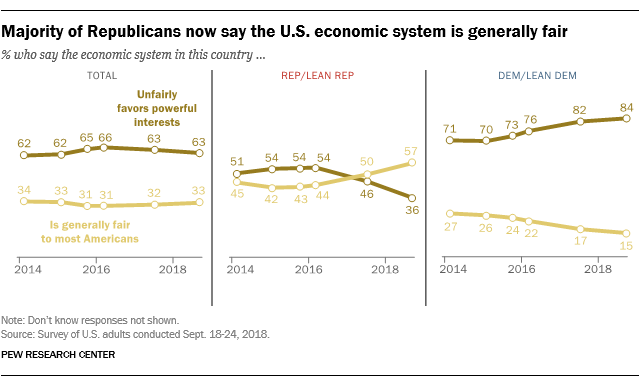 Majority of Republicans now say the U.S. economic system is generally fair
% who say the economic system in this country ...
TOTAL
Unfairly
favors powerful
interests
62 62 65 66 63 63
34 33 31 31 32 33
Is generally fair
to most Americans
2014 2016 2018
REP/LEAN REP
51 54 54 54 46 36
45 42 43 44 50 57
2014 2016 2018
DEM/LEAN DEM
71 70 73 76 82 84
27 26 24 22 17 15
2014 2016 2018
Note: Don't know responses not shown.
Source: Survey of U.S. adults conducted Sept. 18-24, 2018.
PEW RESEARCH CENTER